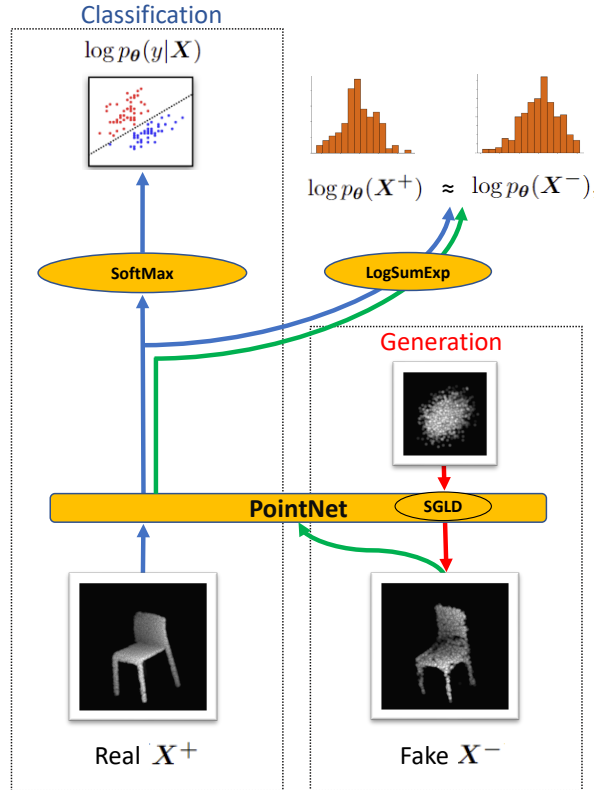 Classification
log p_θ(y|X)
log p_θ(X⁺) ≈ log p_θ(X⁻).
SoftMax
LogSumExp
Generation
PointNet
SGLD
Real X⁺
Fake X⁻